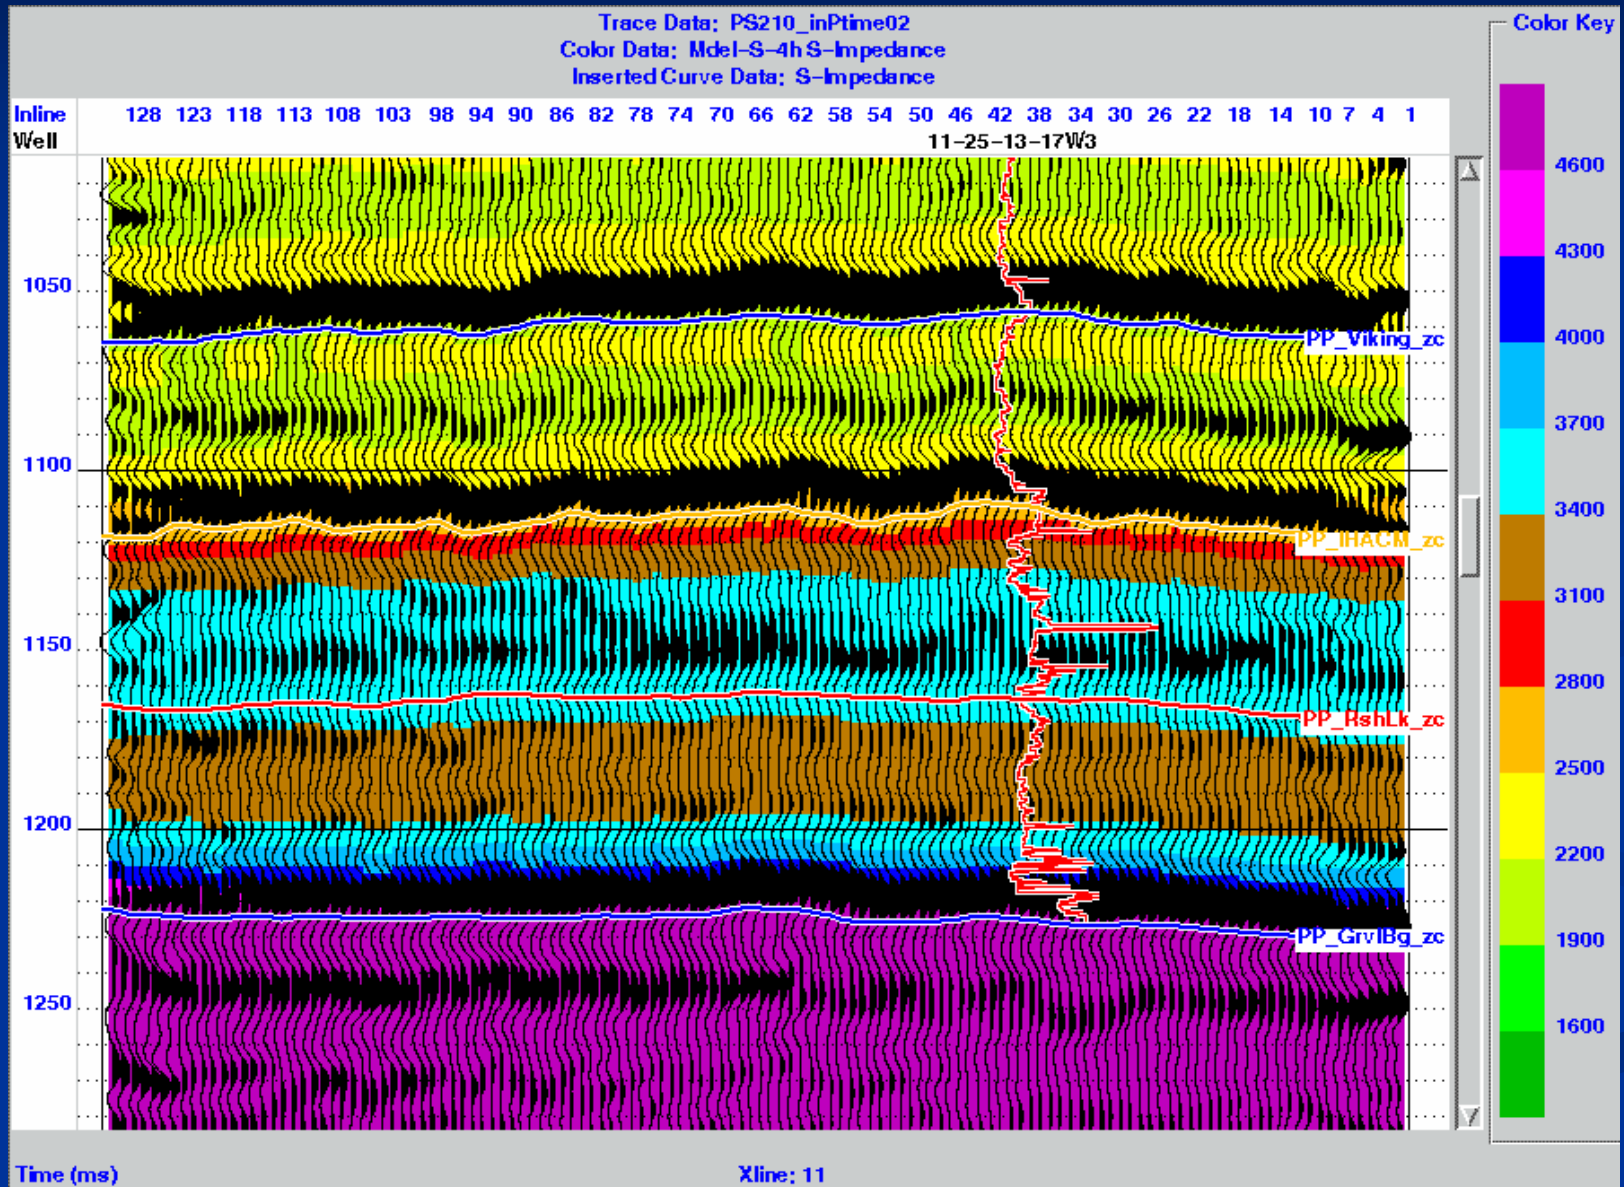 Trace Data: PS210_inPtime02
Color Data: Mdel-S-4h S-Impedance
Inserted Curve Data: S-Impedance
Color Key
Inline 128 123 118 113 108 103 98 94 90 86 82 78 74 70 66 62 58 54 50 46 42 38 34 30 26 22 18 14 10 7 4 1
Well 11-25-13-17W3
1050
PP_Viking_zc
1100
PP_IHACM_zc
1150
PP_RshLk_zc
1200
PP_GrvlBg_zc
1250
4600
4300
4000
3700
3400
3100
2800
2500
2200
1900
1600
Time (ms)
Xline: 11